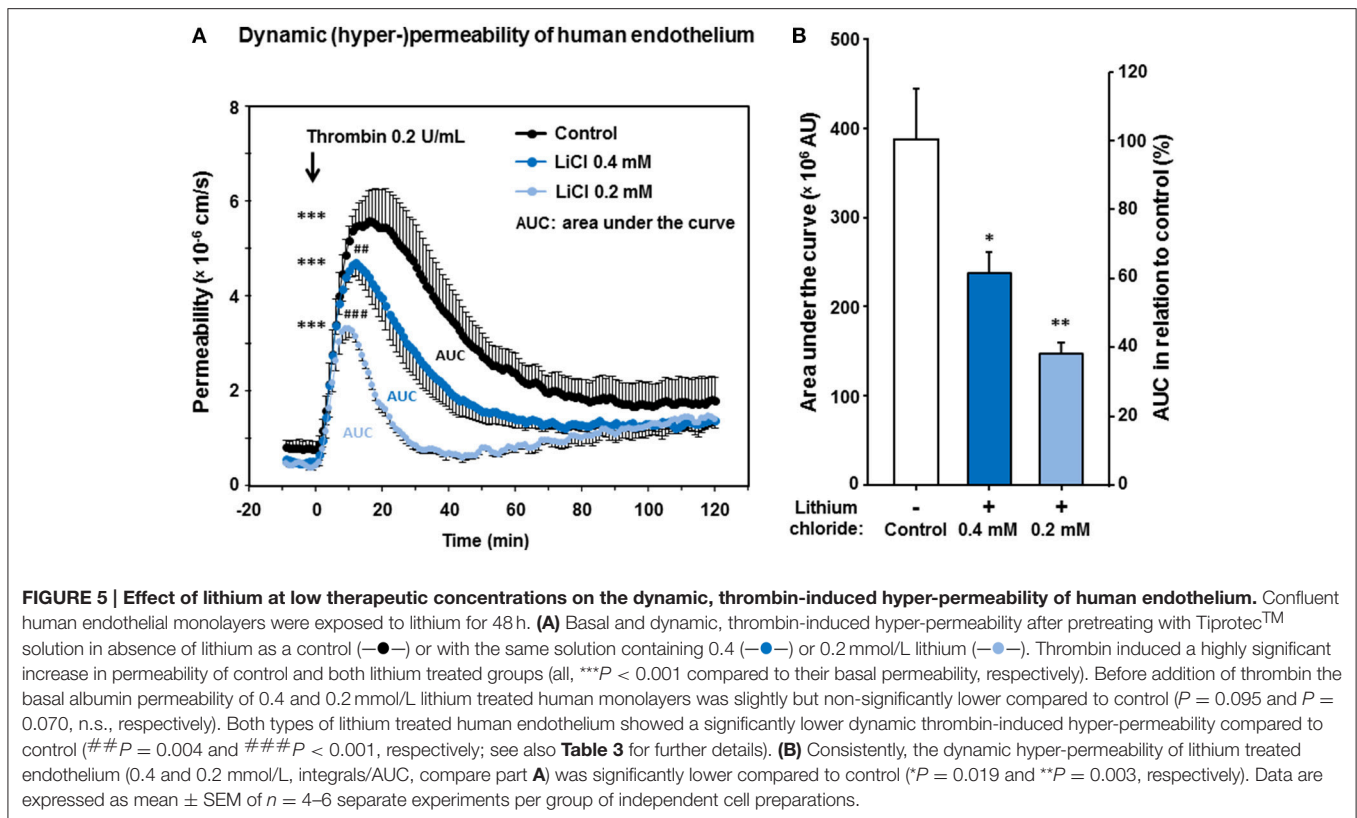 A Dynamic (hyper-)permeability of human endothelium
Permeability (× 10⁻⁶ cm/s)
8
6
4
2
0
Thrombin 0.2 U/mL
Control
LiCl 0.4 mM
LiCl 0.2 mM
AUC: area under the curve
***
***
***
##
###
AUC
AUC
AUC
-20 0 20 40 60 80 100 120
Time (min)
B
Area under the curve (× 10⁶ AU)
500
400
300
200
100
0
*
**
120
100
80
60
40
20
0
AUC in relation to control (%)
Lithium - + +
chloride: Control 0.4 mM 0.2 mM
FIGURE 5 | Effect of lithium at low therapeutic concentrations on the dynamic, thrombin-induced hyper-permeability of human endothelium. Confluent
human endothelial monolayers were exposed to lithium for 48 h. (A) Basal and dynamic, thrombin-induced hyper-permeability after pretreating with Tiprotec™
solution in absence of lithium as a control (—●—) or with the same solution containing 0.4 (—●—) or 0.2 mmol/L lithium (—●—). Thrombin induced a highly significant
increase in permeability of control and both lithium treated groups (all, ***P < 0.001 compared to their basal permeability, respectively). Before addition of thrombin the
basal albumin permeability of 0.4 and 0.2 mmol/L lithium treated human monolayers was slightly but non-significantly lower compared to control (P = 0.095 and P =
0.070, n.s., respectively). Both types of lithium treated human endothelium showed a significantly lower dynamic thrombin-induced hyper-permeability compared to
control (##P = 0.004 and ###P < 0.001, respectively; see also Table 3 for further details). (B) Consistently, the dynamic hyper-permeability of lithium treated
endothelium (0.4 and 0.2 mmol/L, integrals/AUC, compare part A) was significantly lower compared to control (*P = 0.019 and **P = 0.003, respectively). Data are
expressed as mean ± SEM of n = 4–6 separate experiments per group of independent cell preparations.